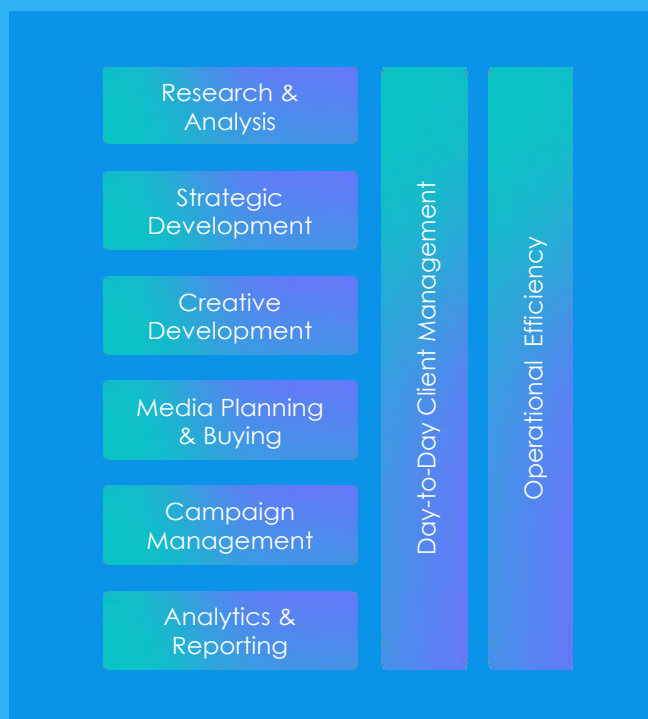 Research &
Analysis
Strategic
Development
Creative
Development
Media Planning
& Buying
Campaign
Management
Analytics &
Reporting
Day-to-Day Client Management
Operational Efficiency